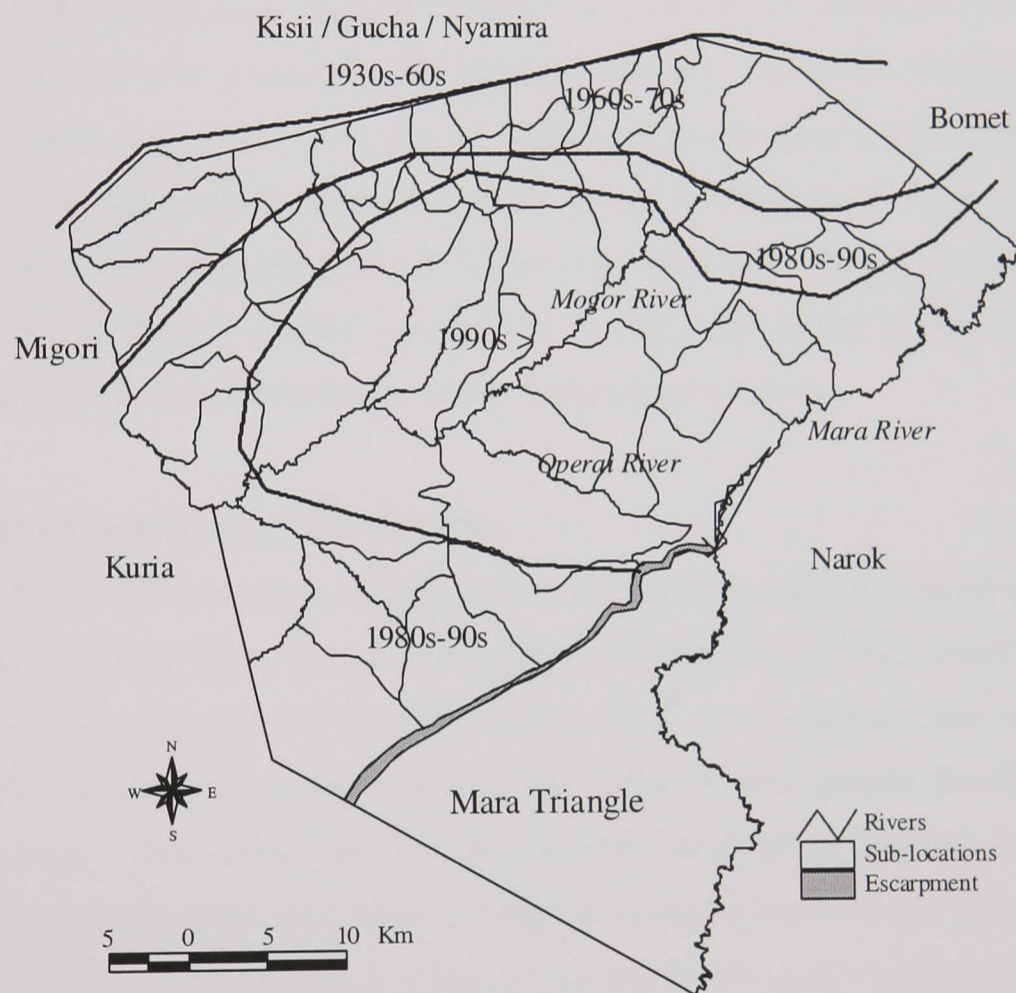 Kisii / Gucha / Nyamira
1930s-60s
1960s-70s
Bomet
1980s-90s
Mogor River
1990s >
Migori
Mara River
Operai River
Kuria
Narok
1980s-90s
N
W E
S
Mara Triangle
Rivers
Sub-locations
Escarpment
5 0 5 10 Km